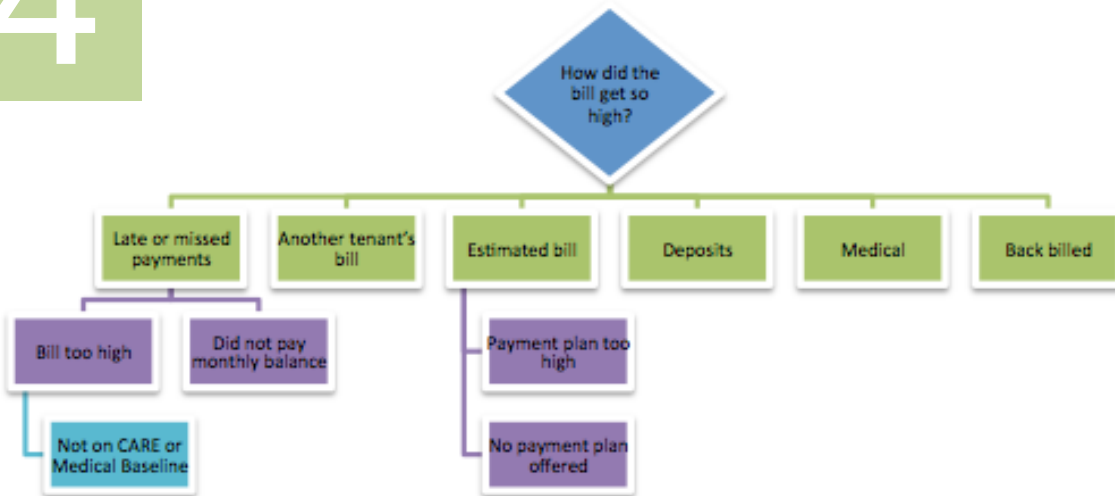 4
How did the
bill get so
high?
Late or missed
payments
Another tenant's
bill
Estimated bill
Deposits
Medical
Back billed
Bill too high
Did not pay
monthly balance
Payment plan too
high
Not on CARE or
Medical Baseline
No payment plan
offered